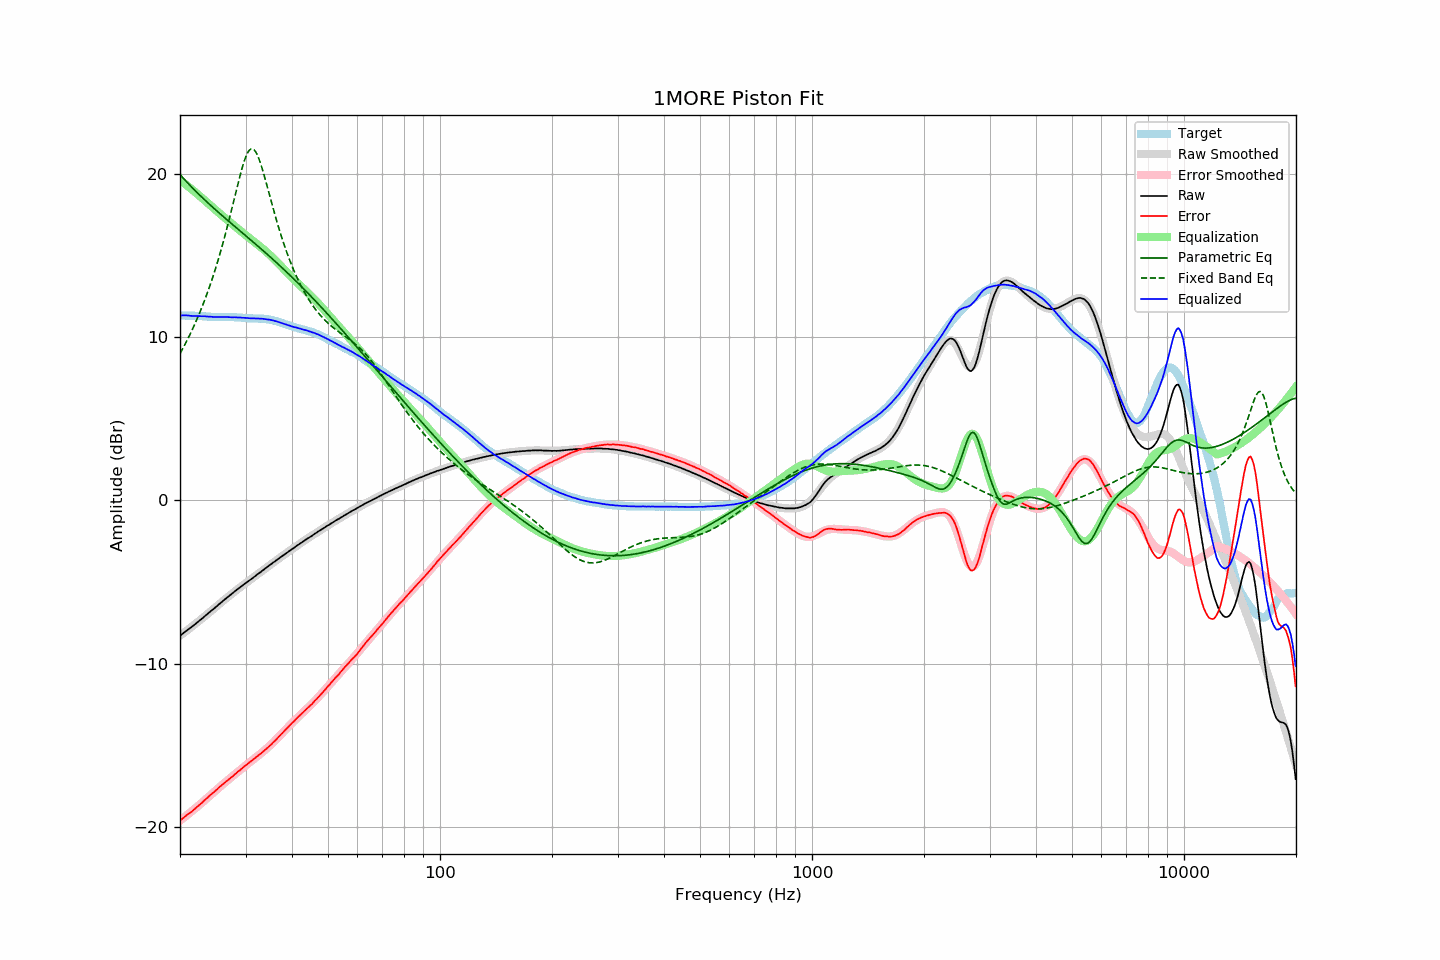 1MORE Piston Fit
Target
Raw Smoothed
Error Smoothed
Raw
Error
Equalization
Parametric Eq
Fixed Band Eq
Equalized
20
10
0
−10
−20
Amplitude (dBr)
100
1000
10000
Frequency (Hz)